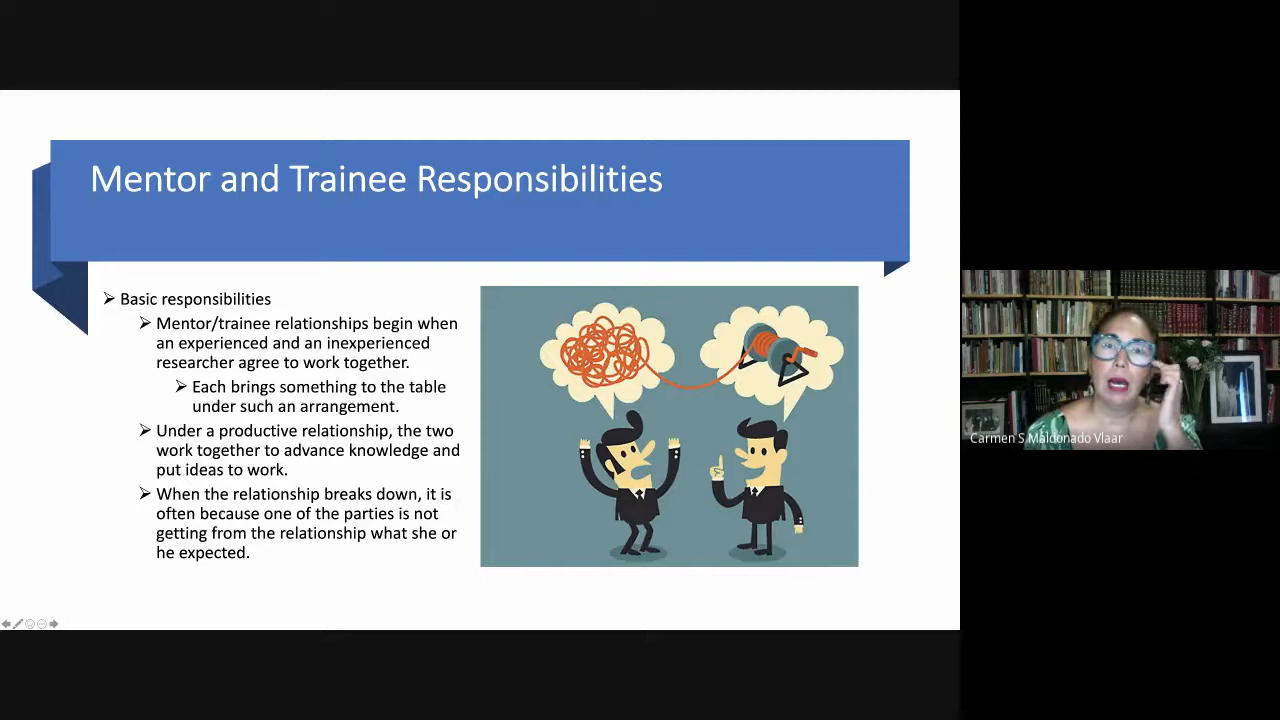 Mentor and Trainee Responsibilities
Basic responsibilities
Mentor/trainee relationships begin when
an experienced and an inexperienced
researcher agree to work together.
Each brings something to the table
under such an arrangement.
Under a productive relationship, the two
work together to advance knowledge and
put ideas to work.
When the relationship breaks down, it is
often because one of the parties is not
getting from the relationship what she or
he expected.
Carmen S Maldonado Vlaar